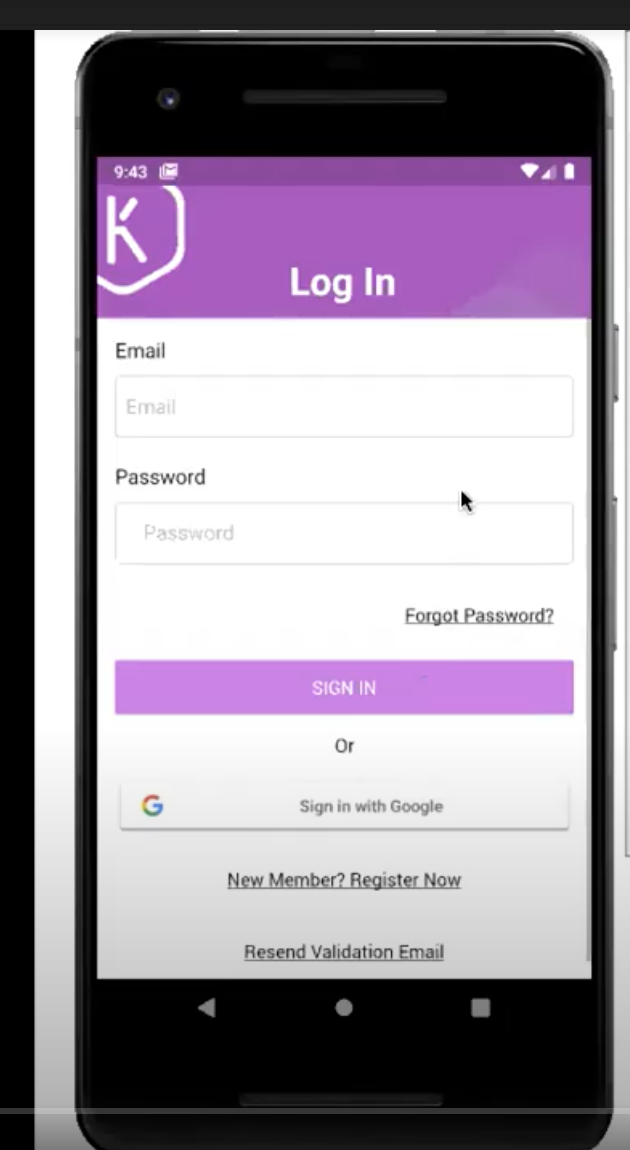 9:43
K
Log In
Email
Email
Password
Password
Forgot Password?
SIGN IN
Or
G
Sign in with Google
New Member? Register Now
Resend Validation Email